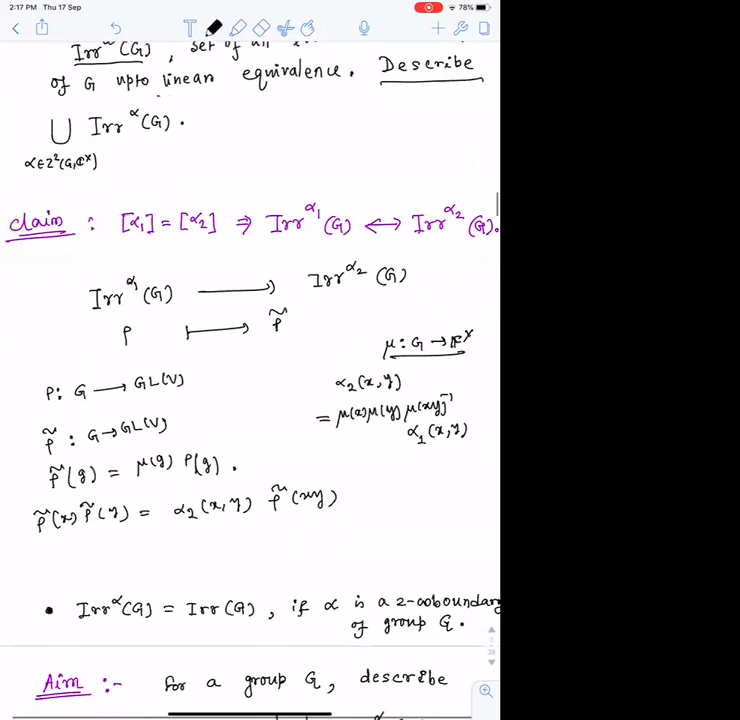 2:17 PM Thu 17 Sep
78%
Irr^α(G), set of all
of G upto linear equivalence. Describe
∪ Irr^α(G).
α∈Z²(G,ℂ^×)
Claim : [α₁] = [α₂] ⇒ Irr^α₁(G) ↔ Irr^α₂(G).
Irr^α₁(G) ⟶ Irr^α₂(G)
ρ ⟼ ρ̃
μ : G → 𝔽^×
ρ : G ⟶ GL(V)
α₂(x,y)
= μ(x)μ(y)μ(xy)⁻¹
α₁(x,y)
ρ̃ : G → GL(V)
ρ̃(g) = μ(g) ρ(g).
ρ̃(x) ρ̃(y) = α₂(x,y) ρ̃(xy)
• Irr^α(G) = Irr(G), if α is a 2-coboundary
of group G.
Aim :- For a group G, describe
α